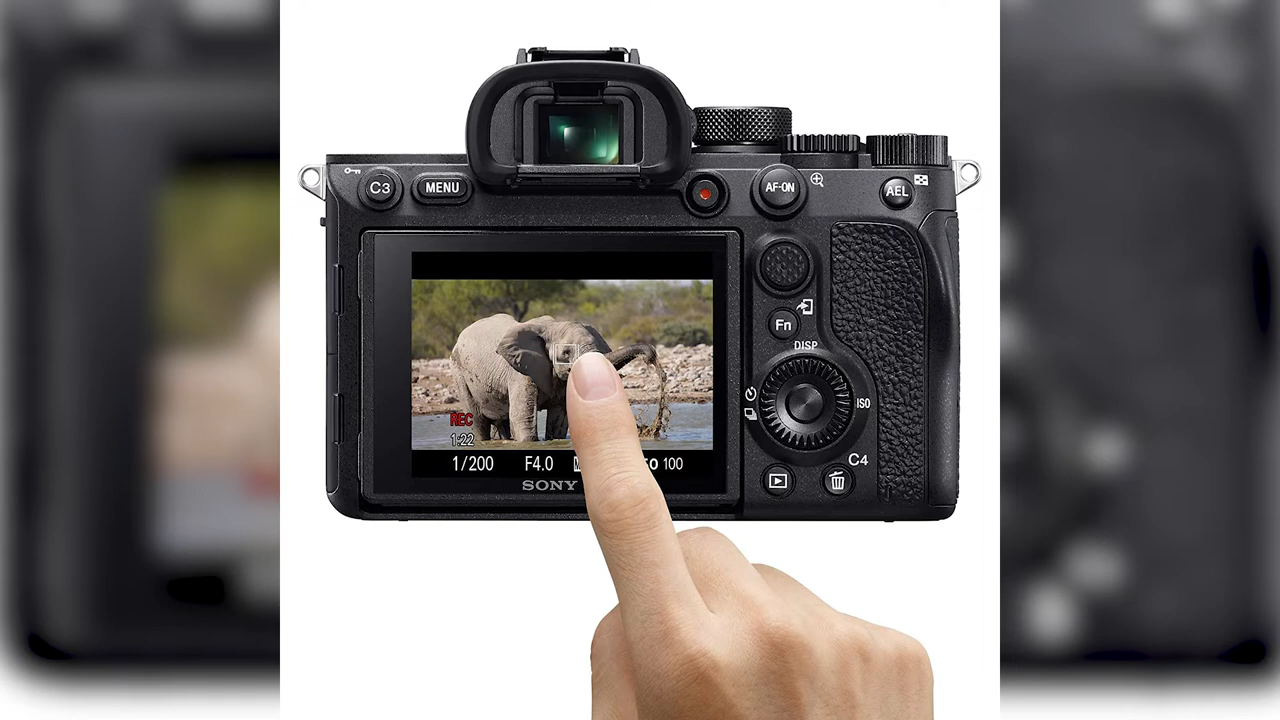 C3
MENU
AF-ON
AEL
Fn
DISP
ISO
REC
1:22
1/200
F4.0
100
C4
SONY